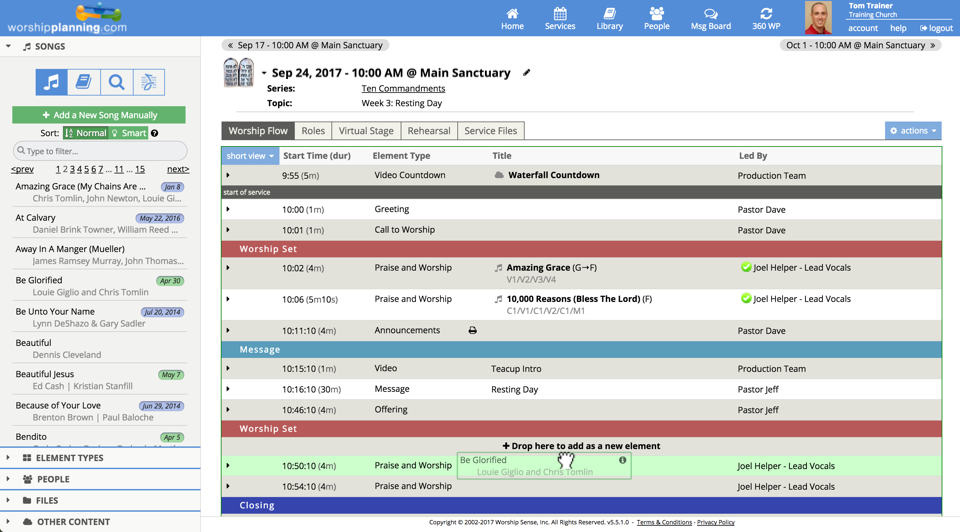 worshipplanning.com
Home
Services
Library
People
Msg Board
360 WP
Tom Trainer
Training Church
account help logout
SONGS
+ Add a New Song Manually
Sort: Normal Smart
Type to filter...
<prev 1 2 3 4 5 6 7 ... 11 ... 15 next>
Amazing Grace (My Chains Are ... Jan 8
Chris Tomlin, John Newton, Louie Gi...
At Calvary May 22, 2016
Daniel Brink Towner, William Reed ...
Away In A Manger (Mueller)
James Ramsey Murray, John Thomas...
Be Glorified Apr 30
Louie Giglio and Chris Tomlin
Be Unto Your Name Jul 20, 2014
Lynn DeShazo & Gary Sadler
Beautiful
Dennis Cleveland
Beautiful Jesus May 7
Ed Cash | Kristian Stanfill
Because of Your Love Jun 29, 2014
Brenton Brown | Paul Baloche
Bendito Apr 5
ELEMENT TYPES
PEOPLE
FILES
OTHER CONTENT
« Sep 17 - 10:00 AM @ Main Sanctuary
Oct 1 - 10:00 AM @ Main Sanctuary »
Sep 24, 2017 - 10:00 AM @ Main Sanctuary
Series: Ten Commandments
Topic: Week 3: Resting Day
Worship Flow Roles Virtual Stage Rehearsal Service Files
actions
short view Start Time (dur) Element Type Title Led By
9:55 (5m) Video Countdown Waterfall Countdown Production Team
start of service
10:00 (1m) Greeting Pastor Dave
10:01 (1m) Call to Worship Pastor Dave
Worship Set
10:02 (4m) Praise and Worship Amazing Grace (G→F) Joel Helper - Lead Vocals
V1/V2/V3/V4
10:06 (5m10s) Praise and Worship 10,000 Reasons (Bless The Lord) (F) Joel Helper - Lead Vocals
C1/V1/C1/V2/C1/M1
10:11:10 (4m) Announcements Pastor Dave
Message
10:15:10 (1m) Video Teacup Intro Production Team
10:16:10 (30m) Message Resting Day Pastor Jeff
10:46:10 (4m) Offering Pastor Jeff
Worship Set
+ Drop here to add as a new element
Be Glorified
10:50:10 (4m) Praise and Worship Joel Helper - Lead Vocals
Louie Giglio and Chris Tomlin
10:54:10 (4m) Praise and Worship Joel Helper - Lead Vocals
Closing
Copyright © 2002-2017 Worship Sense, Inc. All Rights Reserved. v5.5.1.0 - Terms & Conditions - Privacy Policy